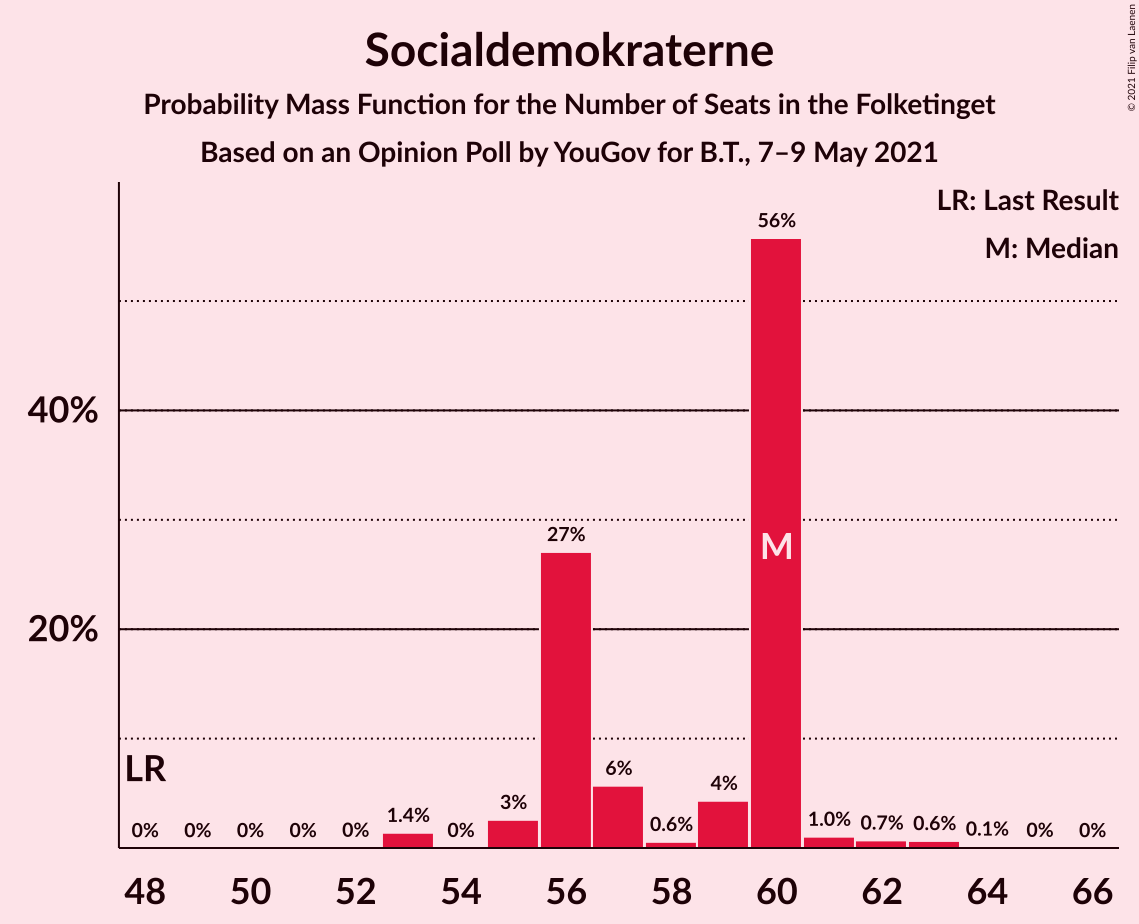 Socialdemokraterne
Probability Mass Function for the Number of Seats in the Folketinget
Based on an Opinion Poll by YouGov for B.T., 7–9 May 2021
© 2021 Filip van Laenen
LR: Last Result
M: Median
56%
40%
27%
M
20%
LR
0% 0% 0% 0% 0% 1.4% 0% 3% 6% 0.6% 4% 1.0% 0.7% 0.6% 0.1% 0% 0%
48 50 52 54 56 58 60 62 64 66